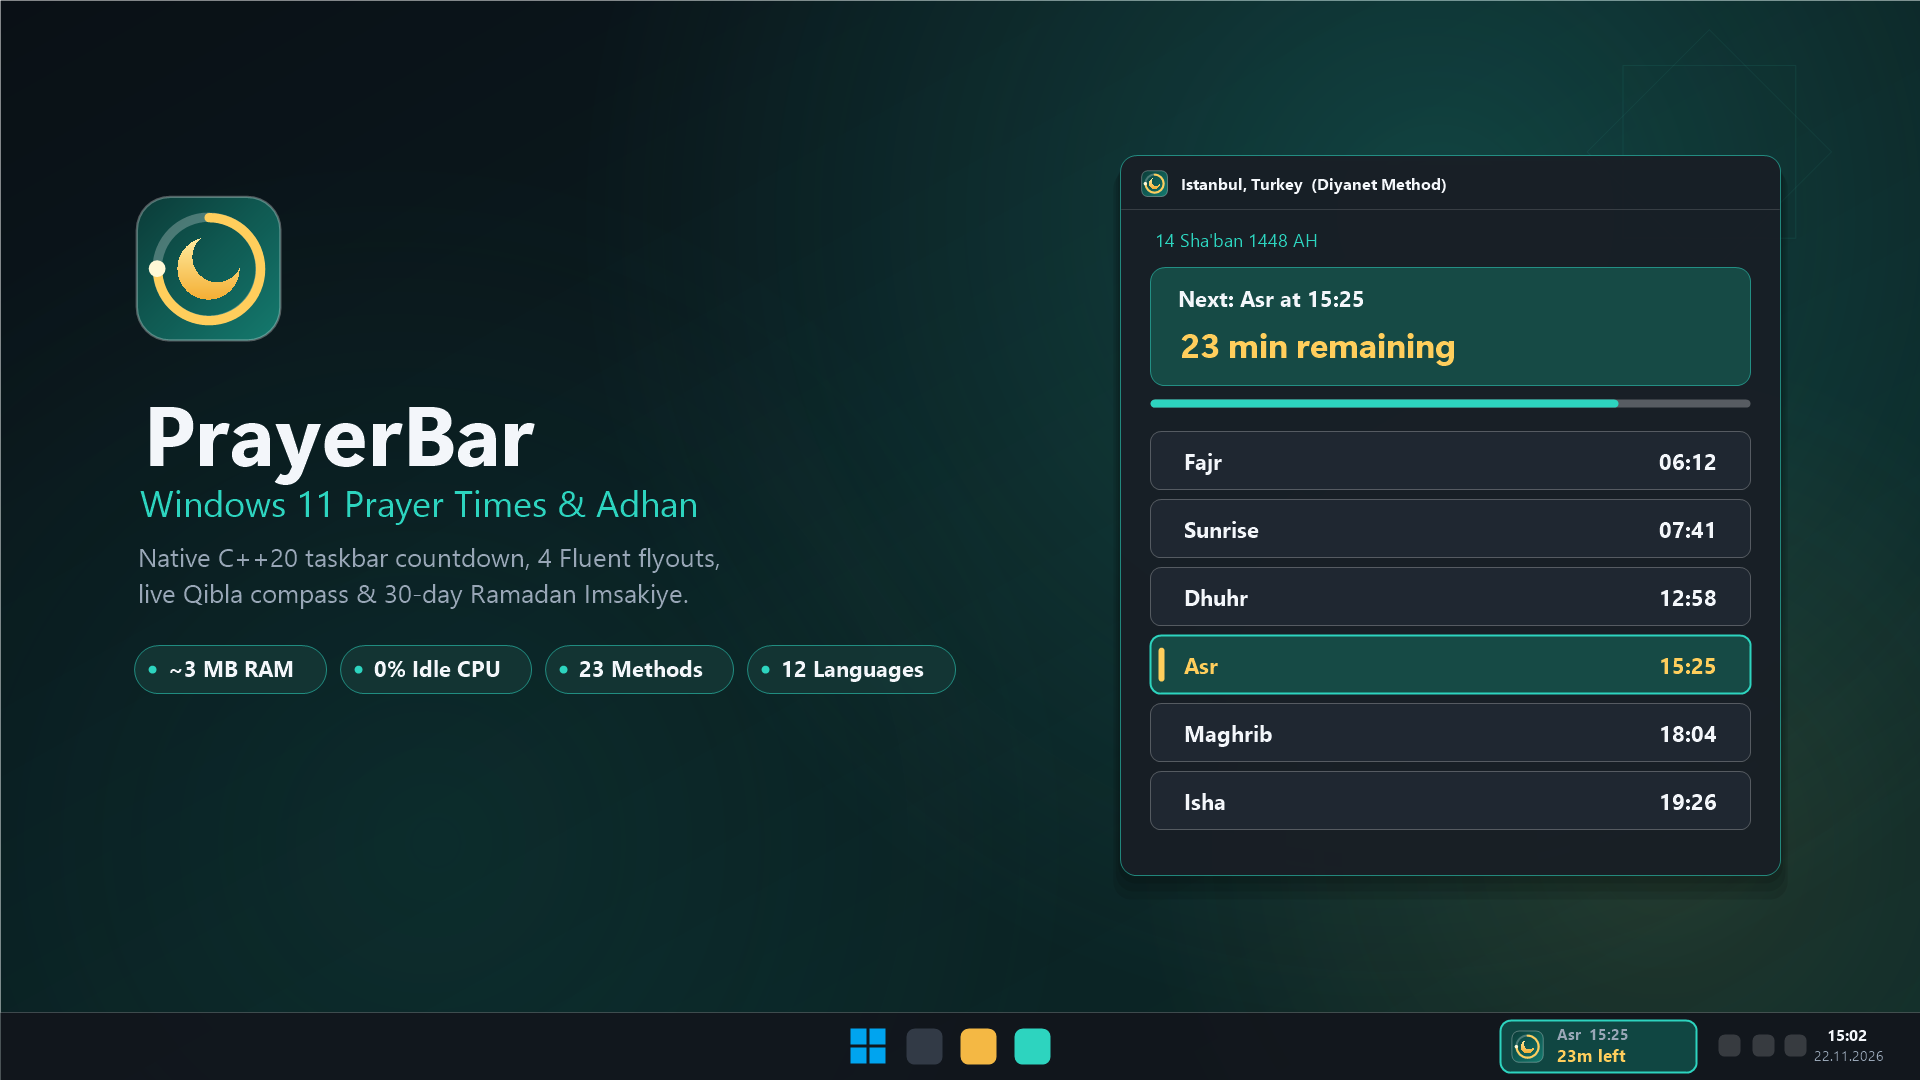 PrayerBar
Windows 11 Prayer Times & Adhan
Native C++20 taskbar countdown, 4 Fluent flyouts,
live Qibla compass & 30-day Ramadan Imsakiye.
~3 MB RAM
0% Idle CPU
23 Methods
12 Languages
Istanbul, Turkey (Diyanet Method)
14 Sha'ban 1448 AH
Next: Asr at 15:25
23 min remaining
Fajr 06:12
Sunrise 07:41
Dhuhr 12:58
Asr 15:25
Maghrib 18:04
Isha 19:26
Asr 15:25
23m left
15:02
22.11.2026